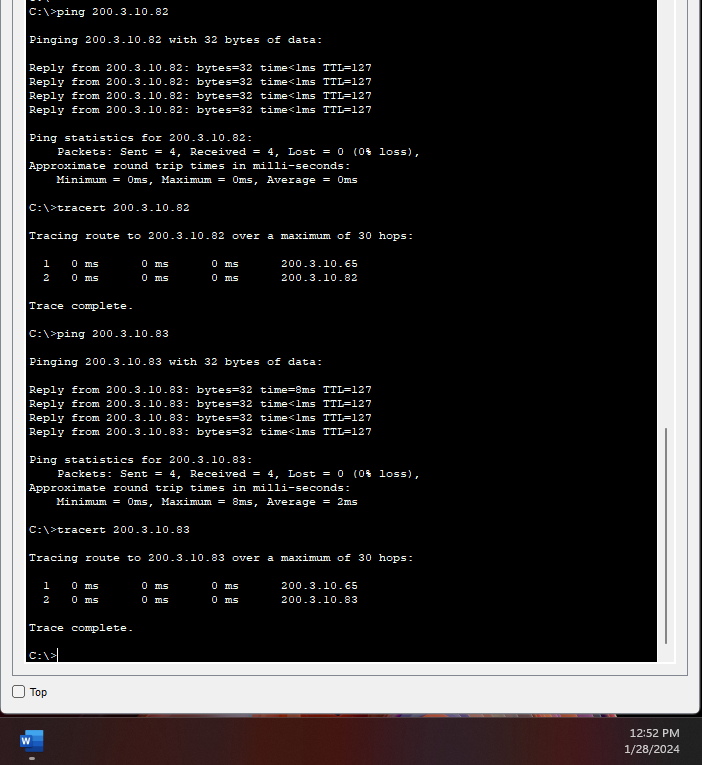 C:\>ping 200.3.10.82
Pinging 200.3.10.82 with 32 bytes of data:
Reply from 200.3.10.82: bytes=32 time<1ms TTL=127
Reply from 200.3.10.82: bytes=32 time<1ms TTL=127
Reply from 200.3.10.82: bytes=32 time<1ms TTL=127
Reply from 200.3.10.82: bytes=32 time<1ms TTL=127
Ping statistics for 200.3.10.82:
Packets: Sent = 4, Received = 4, Lost = 0 (0% loss),
Approximate round trip times in milli-seconds:
Minimum = 0ms, Maximum = 0ms, Average = 0ms
C:\>tracert 200.3.10.82
Tracing route to 200.3.10.82 over a maximum of 30 hops:
1 0 ms 0 ms 0 ms 200.3.10.65
2 0 ms 0 ms 0 ms 200.3.10.82
Trace complete.
C:\>ping 200.3.10.83
Pinging 200.3.10.83 with 32 bytes of data:
Reply from 200.3.10.83: bytes=32 time=8ms TTL=127
Reply from 200.3.10.83: bytes=32 time<1ms TTL=127
Reply from 200.3.10.83: bytes=32 time<1ms TTL=127
Reply from 200.3.10.83: bytes=32 time<1ms TTL=127
Ping statistics for 200.3.10.83:
Packets: Sent = 4, Received = 4, Lost = 0 (0% loss),
Approximate round trip times in milli-seconds:
Minimum = 0ms, Maximum = 8ms, Average = 2ms
C:\>tracert 200.3.10.83
Tracing route to 200.3.10.83 over a maximum of 30 hops:
1 0 ms 0 ms 0 ms 200.3.10.65
2 0 ms 0 ms 0 ms 200.3.10.83
Trace complete.
C:\>
Top
W
12:52 PM
1/28/2024